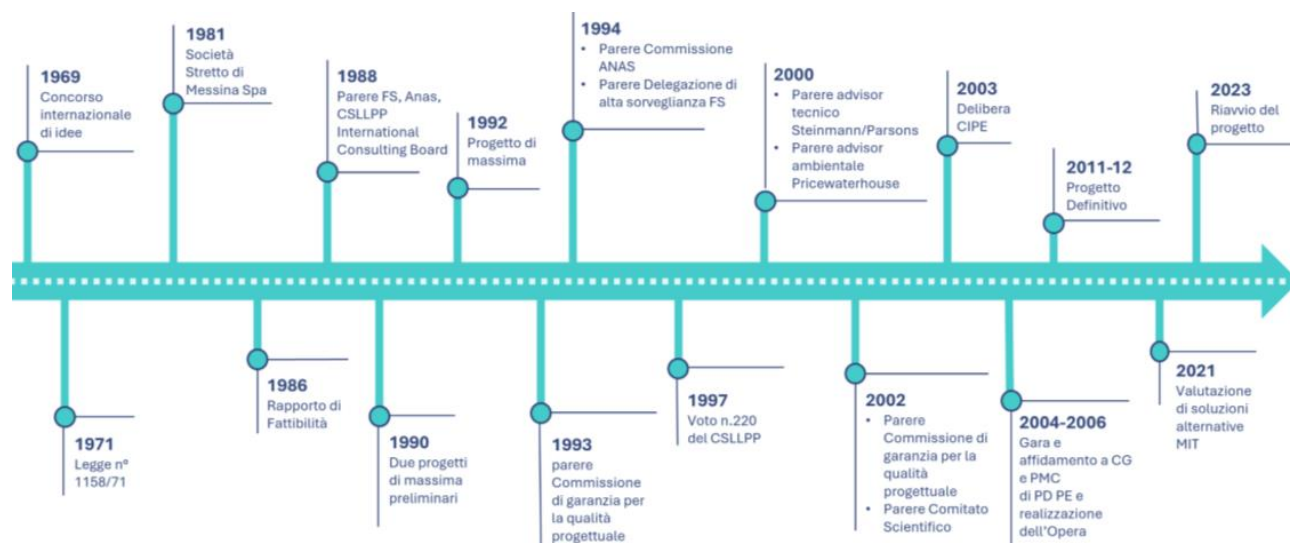 1969
Concorso
internazionale
di idee
1981
Società
Stretto di
Messina Spa
1988
Parere FS, Anas,
CSLLPP
International
Consulting Board
1992
Progetto di
massima
1994
• Parere Commissione
ANAS
• Parere Delegazione di
alta sorveglianza FS
2000
• Parere advisor
tecnico
Steinmann/Parsons
• Parere advisor
ambientale
Pricewaterhouse
2003
Delibera
CIPE
2011-12
Progetto
Definitivo
2023
Riavvio del
progetto
1971
Legge n°
1158/71
1986
Rapporto di
Fattibilità
1990
Due progetti
di massima
preliminari
1993
parere
Commissione
di garanzia per
la qualità
progettuale
1997
Voto n.220
del CSLLPP
2002
• Parere
Commissione di
garanzia per la
qualità
progettuale
• Parere Comitato
Scientifico
2004-2006
Gara e
affidamento a CG
e PMC
di PD PE e
realizzazione
dell'Opera
2021
Valutazione
di soluzioni
alternative
MIT